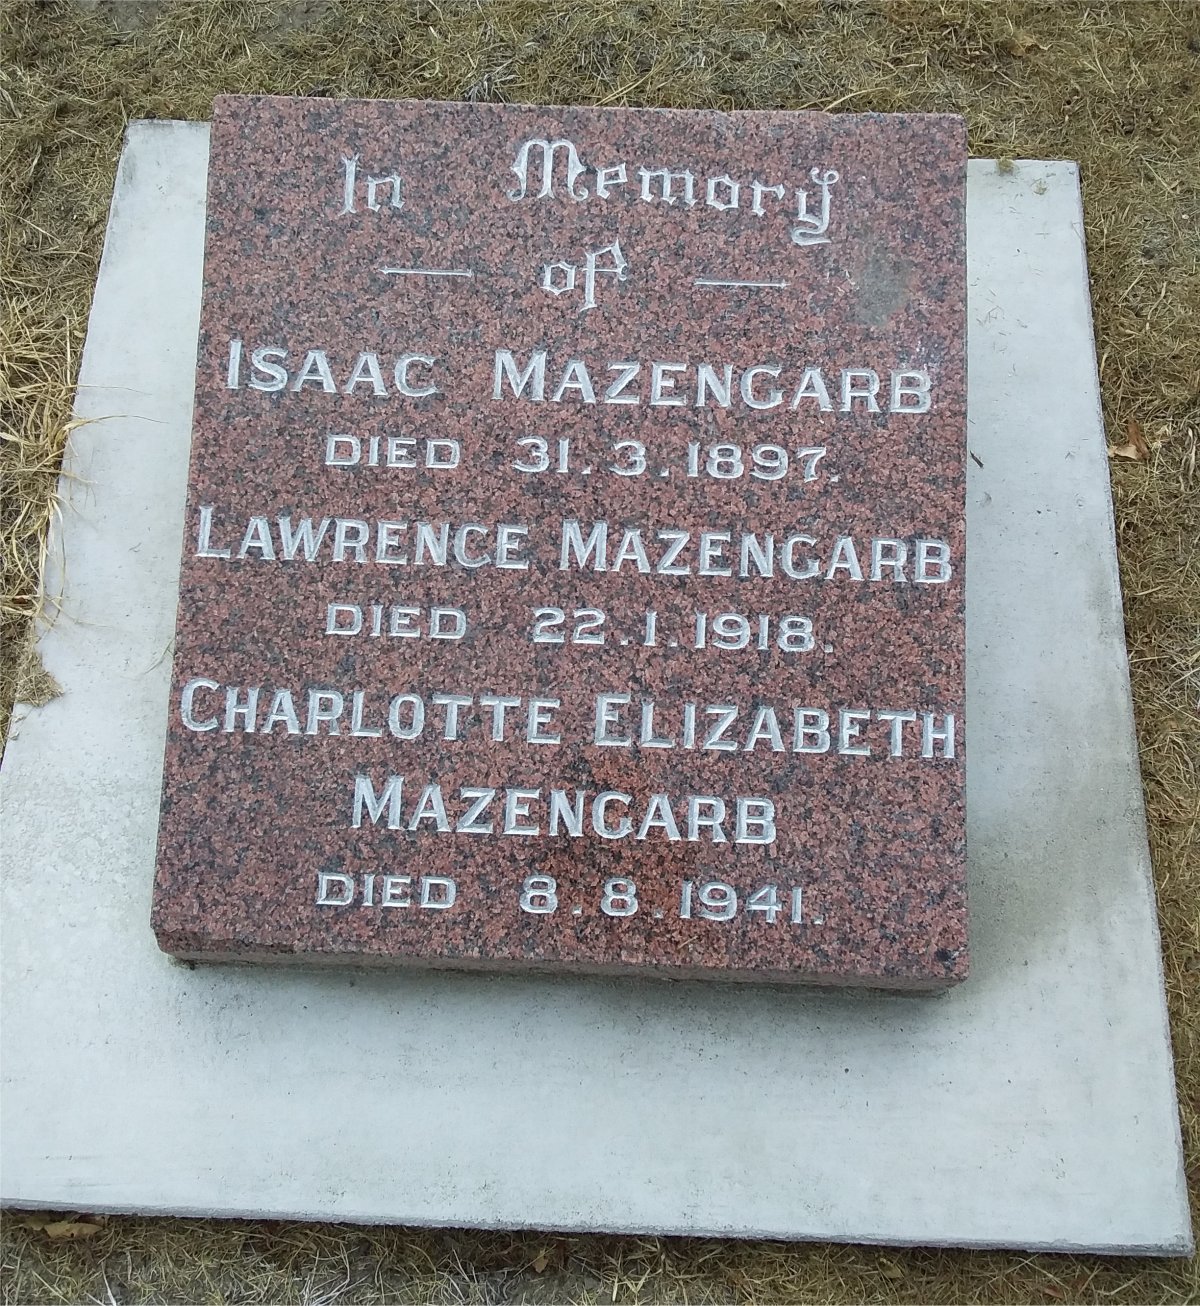 In Memory
of
ISAAC MAZENGARB
DIED 31.3.1897.
LAWRENCE MAZENGARB
DIED 22.1.1918.
CHARLOTTE ELIZABETH
MAZENGARB
DIED 8.8.1941.